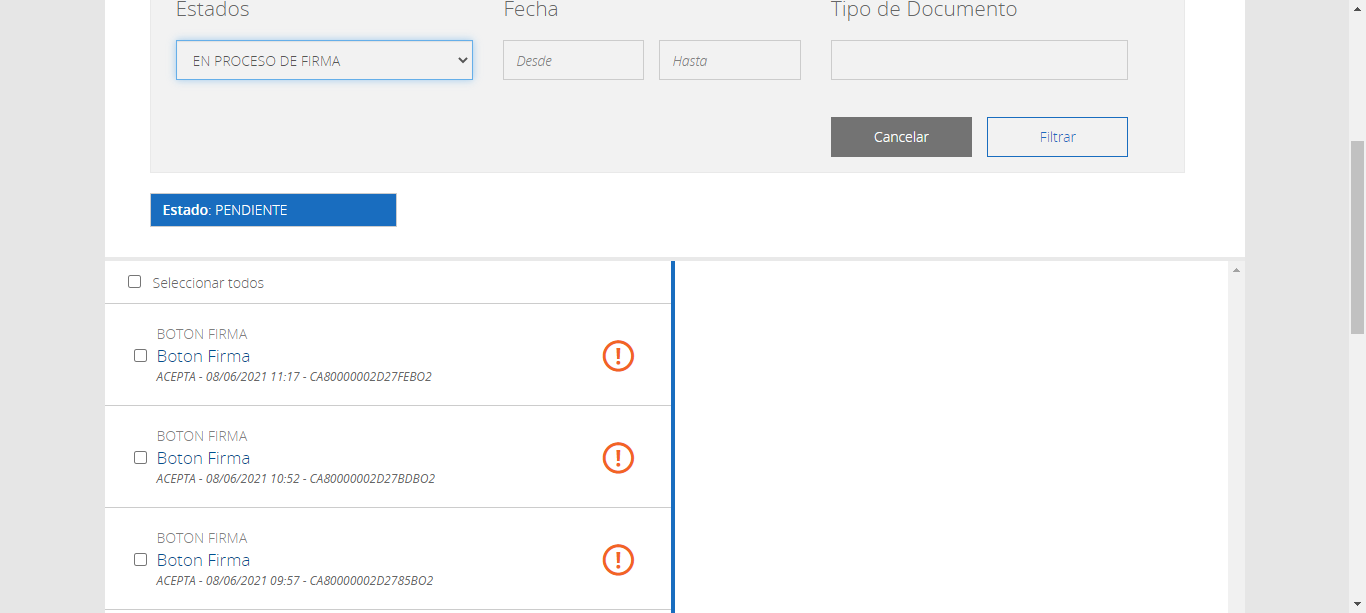 Estados Fecha Tipo de Documento
EN PROCESO DE FIRMA Desde Hasta
Cancelar Filtrar
Estado: PENDIENTE
Seleccionar todos
BOTON FIRMA
Boton Firma
ACEPTA - 08/06/2021 11:17 - CA80000002D27FEBO2
BOTON FIRMA
Boton Firma
ACEPTA - 08/06/2021 10:52 - CA80000002D27BDBO2
BOTON FIRMA
Boton Firma
ACEPTA - 08/06/2021 09:57 - CA80000002D2785BO2